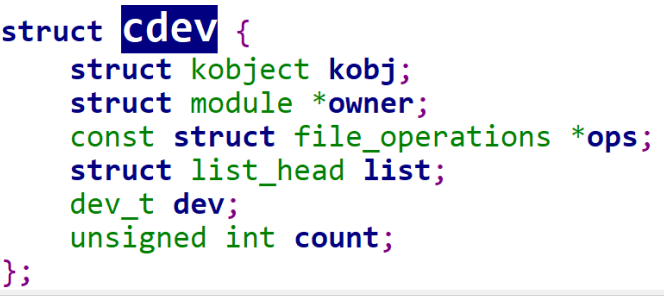 struct cdev {
    struct kobject kobj;
    struct module *owner;
    const struct file_operations *ops;
    struct list_head list;
    dev_t dev;
    unsigned int count;
};